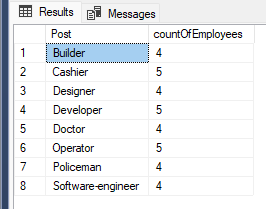 Results Messages
Post countOfEmployees
1 Builder 4
2 Cashier 5
3 Designer 4
4 Developer 5
5 Doctor 4
6 Operator 5
7 Policeman 4
8 Software-engineer 4